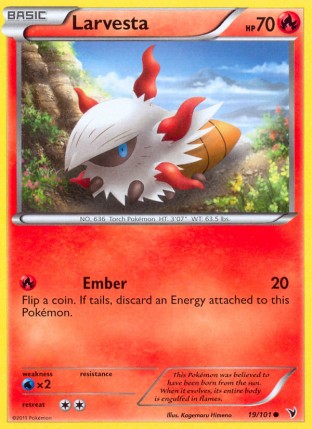 BASIC
Larvesta
HP 70
NO. 636 Torch Pokémon. HT: 3'07" WT: 63.5 lbs.
Ember 20
Flip a coin. If tails, discard an Energy attached to this
Pokémon.
weakness
resistance
×2
retreat
This Pokémon was believed to
have been born from the sun.
When it evolves, its entire body
is engulfed in flames.
Illus. Kagemaru Himeno
©2011 Pokémon
19/101